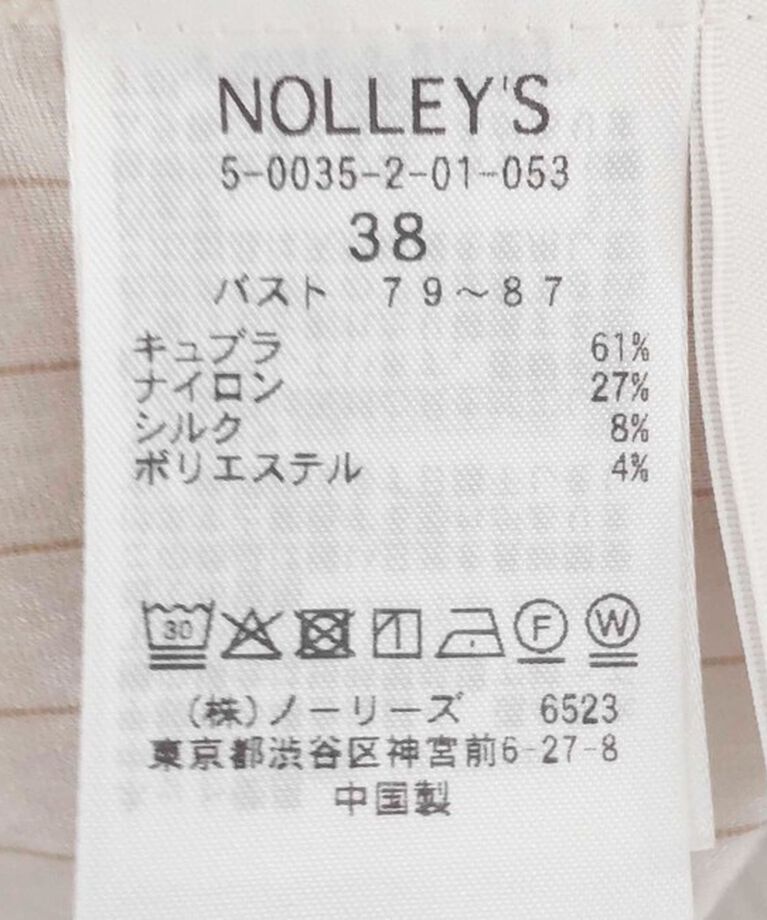 NOLLEY'S
5-0035-2-01-053
38
バスト 79～87
キュプラ 61%
ナイロン 27%
シルク 8%
ポリエステル 4%
30 F W
(株)ノーリーズ 6523
東京都渋谷区神宮前6-27-8
中国製